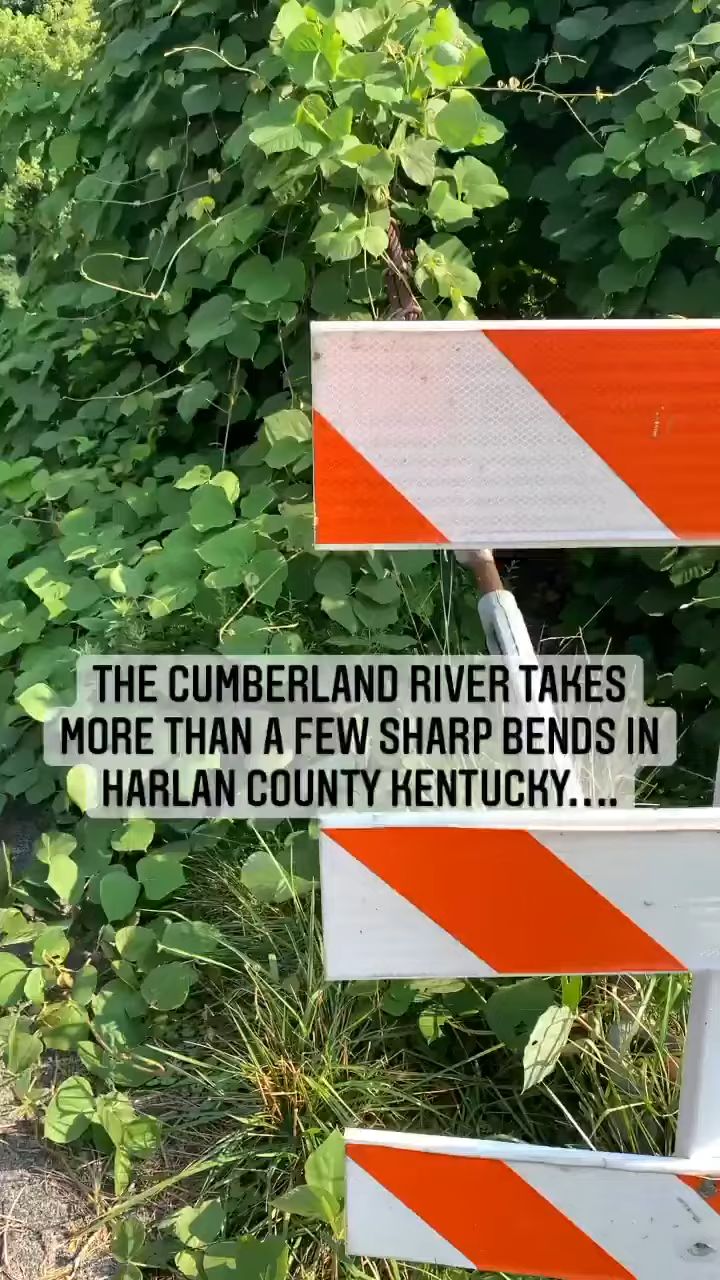 THE CUMBERLAND RIVER TAKES
MORE THAN A FEW SHARP BENDS IN
HARLAN COUNTY KENTUCKY....